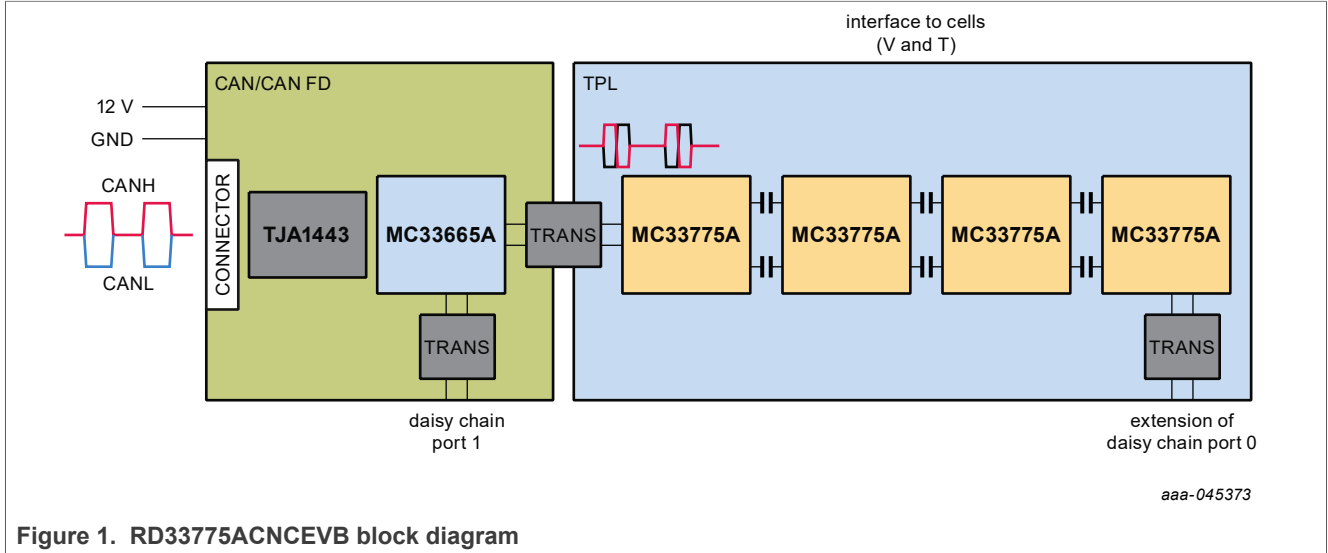 interface to cells
(V and T)
CAN/CAN FD
TPL
12 V
GND
CANH
CANL
CONNECTOR
TJA1443
MC33665A
TRANS
MC33775A
MC33775A
MC33775A
MC33775A
TRANS
TRANS
daisy chain
port 1
extension of
daisy chain port 0
aaa-045373
Figure 1. RD33775ACNCEVB block diagram